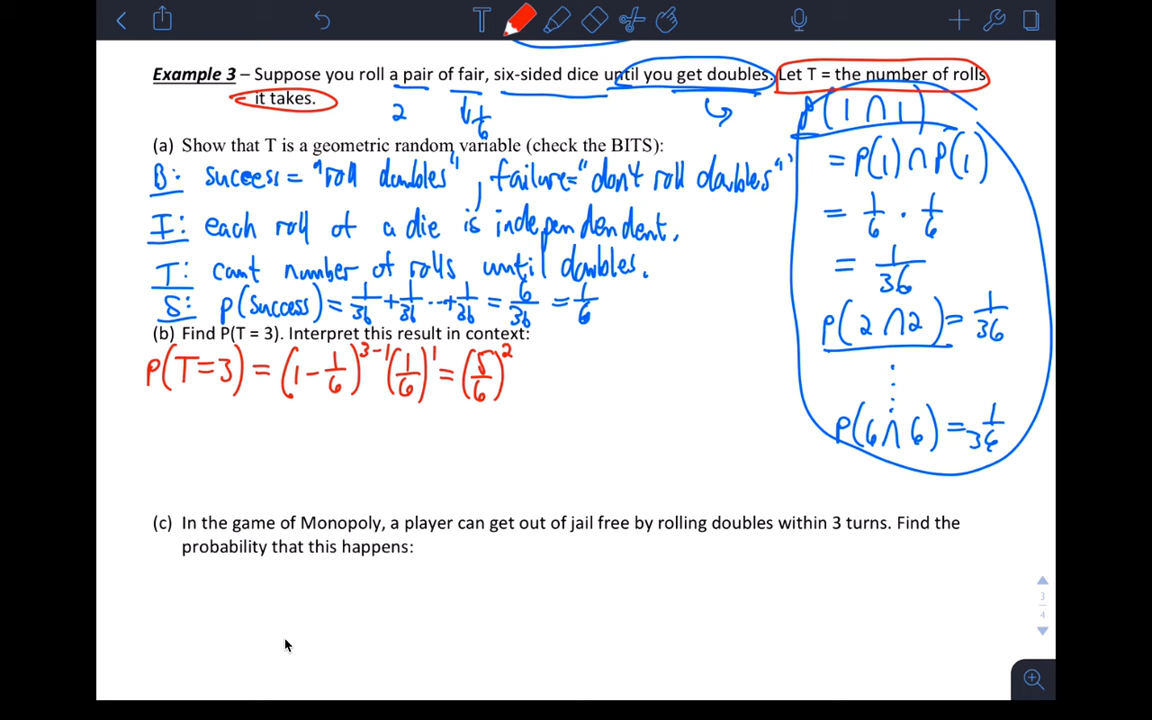 Example 3 – Suppose you roll a pair of fair, six-sided dice until you get doubles. Let T = the number of rolls
it takes.
2
1/6
P(1 ∩ 1)
= P(1) ∩ P(1)
= 1/6 · 1/6
= 1/36
P(2 ∩ 2) = 1/36
⋮
P(6 ∩ 6) = 1/36
(a) Show that T is a geometric random variable (check the BITS):
B: success = "roll doubles", failure = "don't roll doubles"
I: each roll of a die is independendent.
T: cant number of rolls until doubles.
S: p(success) = 1/36 + 1/36 ... + 1/36 = 6/36 = 1/6
(b) Find P(T = 3). Interpret this result in context:
P(T=3) = (1 - 1/6)^3-1 (1/6)^1 = (5/6)^2
(c) In the game of Monopoly, a player can get out of jail free by rolling doubles within 3 turns. Find the
probability that this happens:
3
4